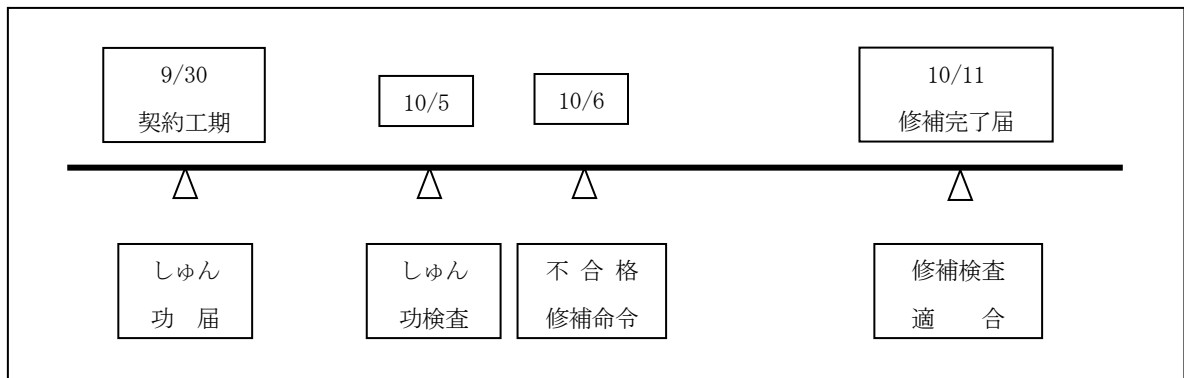 9/30
契約工期
10/5
10/6
10/11
修補完了届
しゅん
功　届
しゅん
功検査
不 合 格
修補命令
修補検査
適　　合